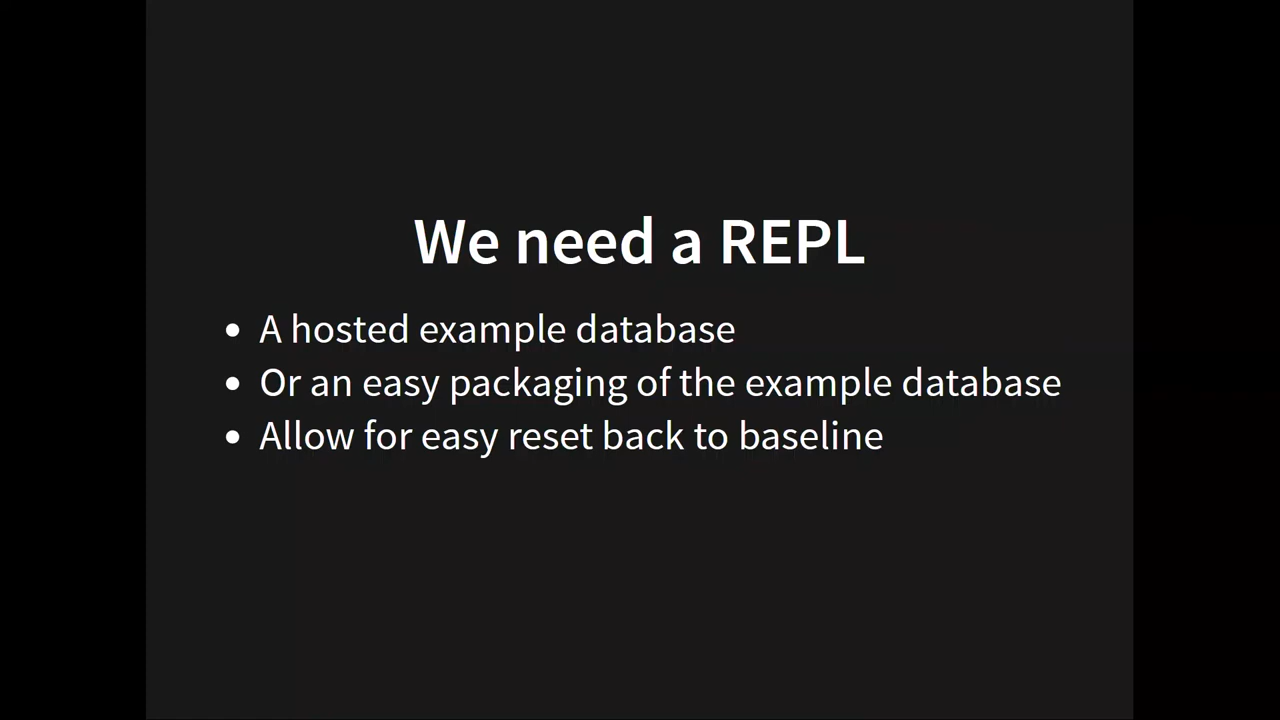 We need a REPL
• A hosted example database
• Or an easy packaging of the example database
• Allow for easy reset back to baseline